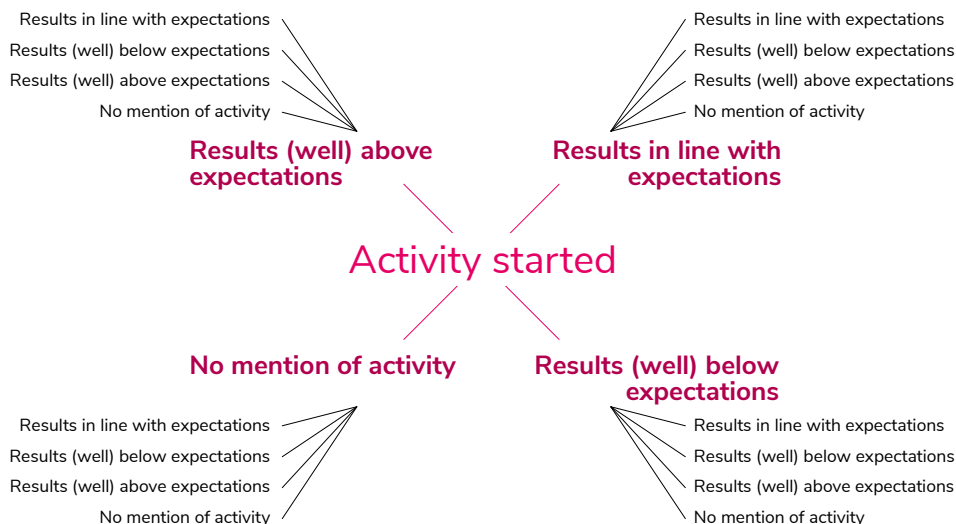 Results in line with expectations
Results (well) below expectations
Results (well) above expectations
No mention of activity
Results (well) above
expectations
Results in line with expectations
Results (well) below expectations
Results (well) above expectations
No mention of activity
Results in line with
expectations
Activity started
No mention of activity
Results in line with expectations
Results (well) below expectations
Results (well) above expectations
No mention of activity
Results (well) below
expectations
Results in line with expectations
Results (well) below expectations
Results (well) above expectations
No mention of activity